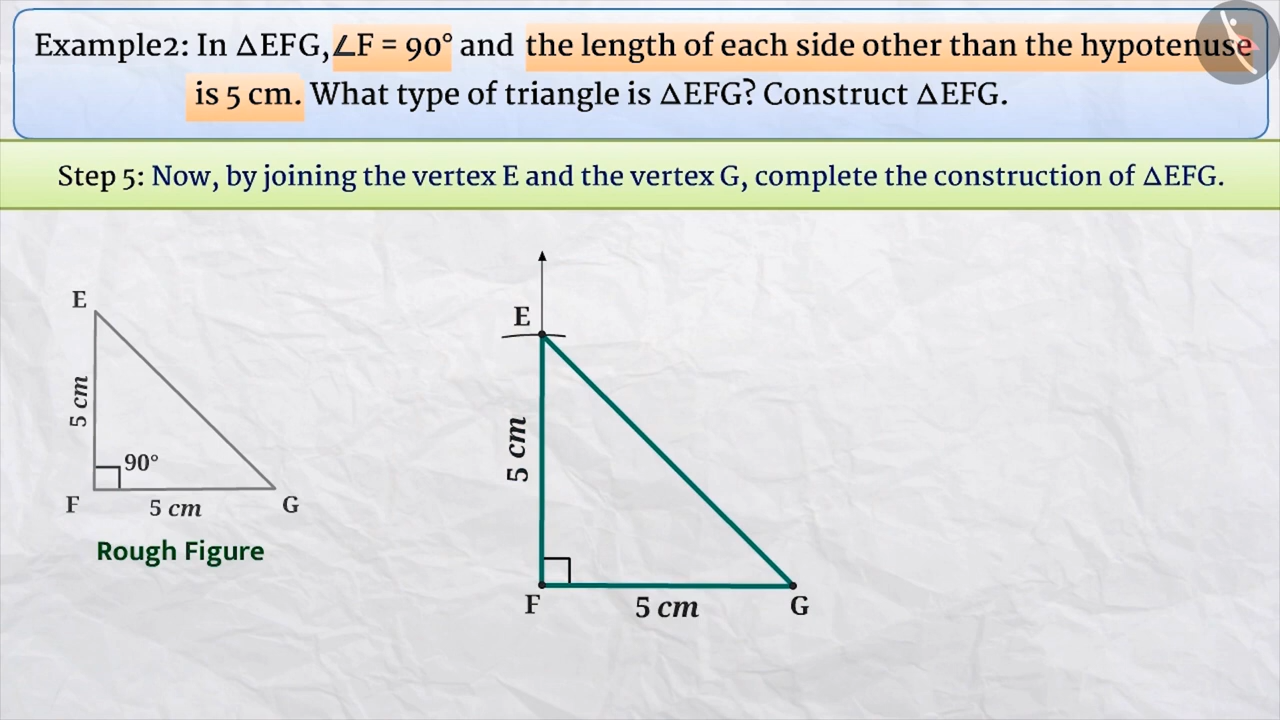 Example2: In ΔEFG, ∠F = 90° and the length of each side other than the hypotenuse
is 5 cm. What type of triangle is ΔEFG? Construct ΔEFG.
Step 5: Now, by joining the vertex E and the vertex G, complete the construction of ΔEFG.
E
5 cm
90°
F
5 cm
G
Rough Figure
E
5 cm
F
5 cm
G